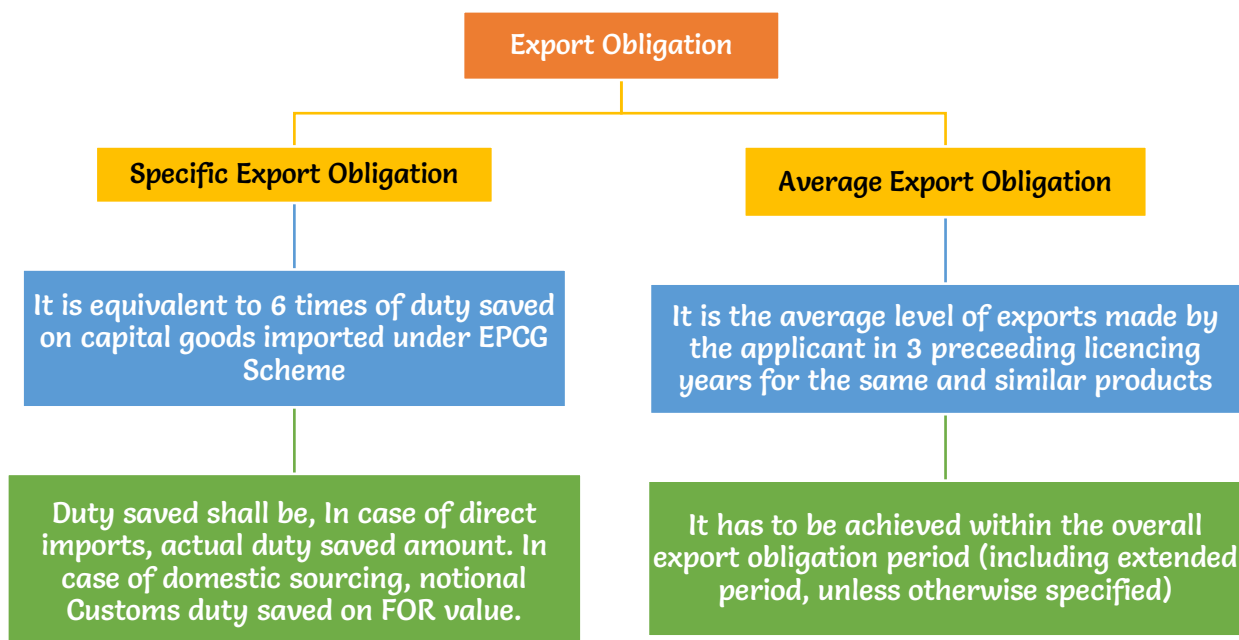 Export Obligation
Specific Export Obligation
It is equivalent to 6 times of duty saved
on capital goods imported under EPCG
Scheme
Duty saved shall be, In case of direct
imports, actual duty saved amount. In
case of domestic sourcing, notional
Customs duty saved on FOR value.
Average Export Obligation
It is the average level of exports made by
the applicant in 3 preceeding licencing
years for the same and similar products
It has to be achieved within the overall
export obligation period (including extended
period, unless otherwise specified)